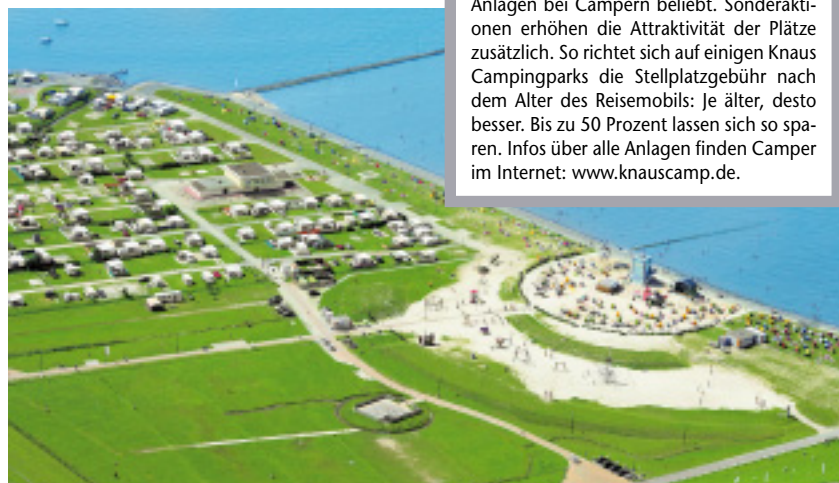 Anlagen bei Campern beliebt. Sonderakti-
onen erhöhen die Attraktivität der Plätze
zusätzlich. So richtet sich auf einigen Knaus
Campingparks die Stellplatzgebühr nach
dem Alter des Reisemobils: Je älter, desto
besser. Bis zu 50 Prozent lassen sich so spa-
ren. Infos über alle Anlagen finden Camper
im Internet: www.knauscamp.de.